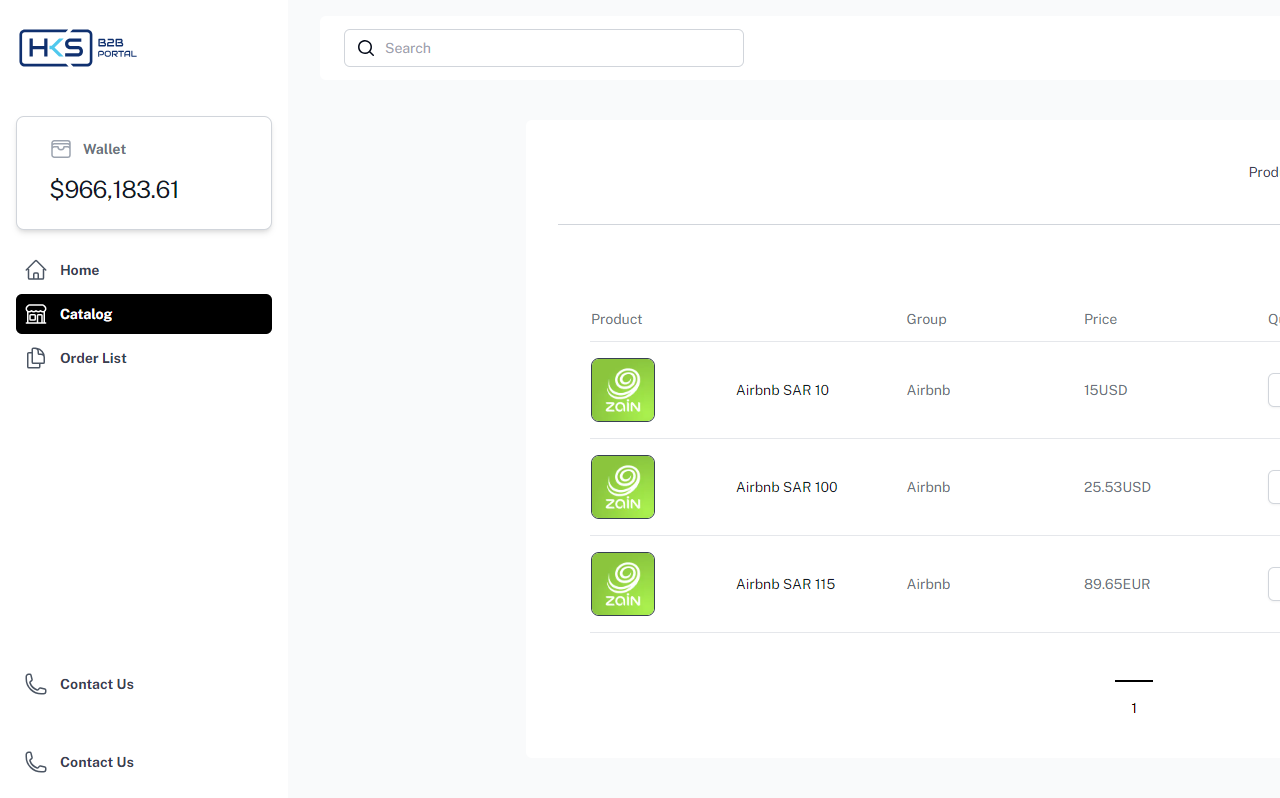 HKS B2B PORTAL
Search
Wallet
$966,183.61
Home
Catalog
Order List
Contact Us
Contact Us
Prod
Product Group Price
zain Airbnb SAR 10 Airbnb 15USD
zain Airbnb SAR 100 Airbnb 25.53USD
zain Airbnb SAR 115 Airbnb 89.65EUR
1